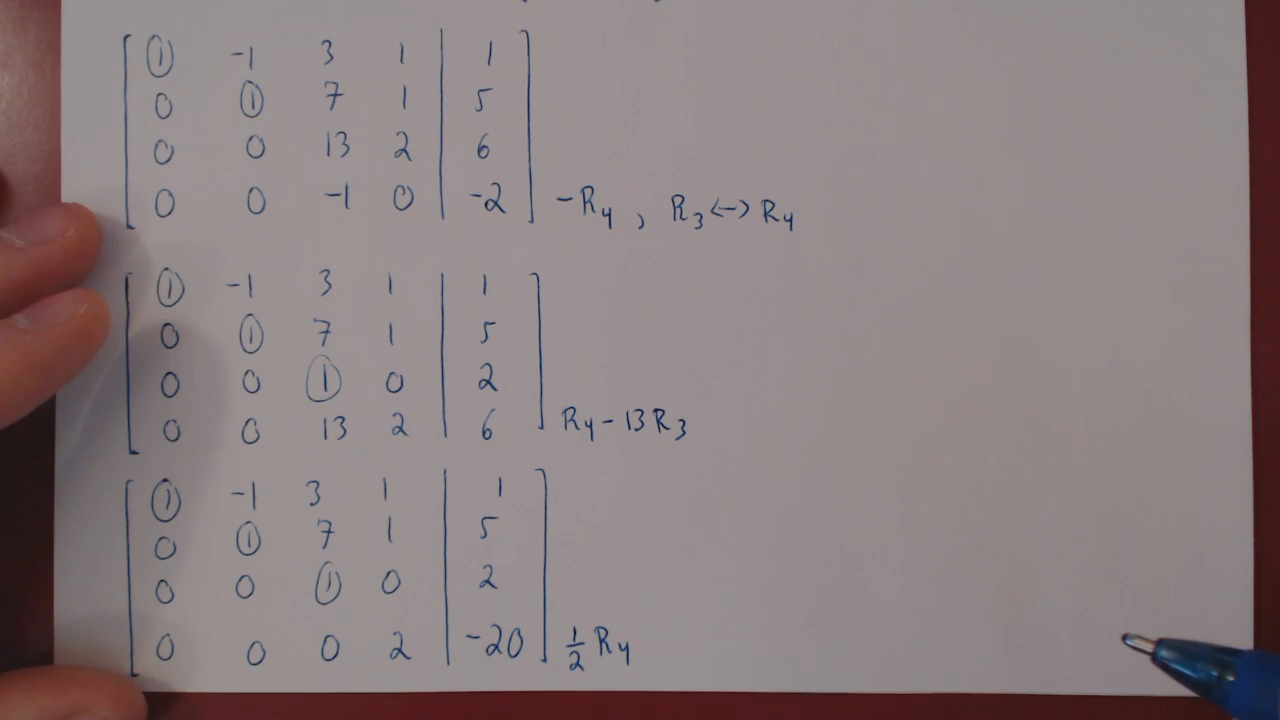 1 -1 3 1 | 1
0 1 7 1 | 5
0 0 13 2 | 6
0 0 -1 0 | -2 -R4 , R3 <-> R4
1 -1 3 1 | 1
0 1 7 1 | 5
0 0 1 0 | 2
0 0 13 2 | 6 R4 - 13R3
1 -1 3 1 | 1
0 1 7 1 | 5
0 0 1 0 | 2
0 0 0 2 | -20 1/2 R4